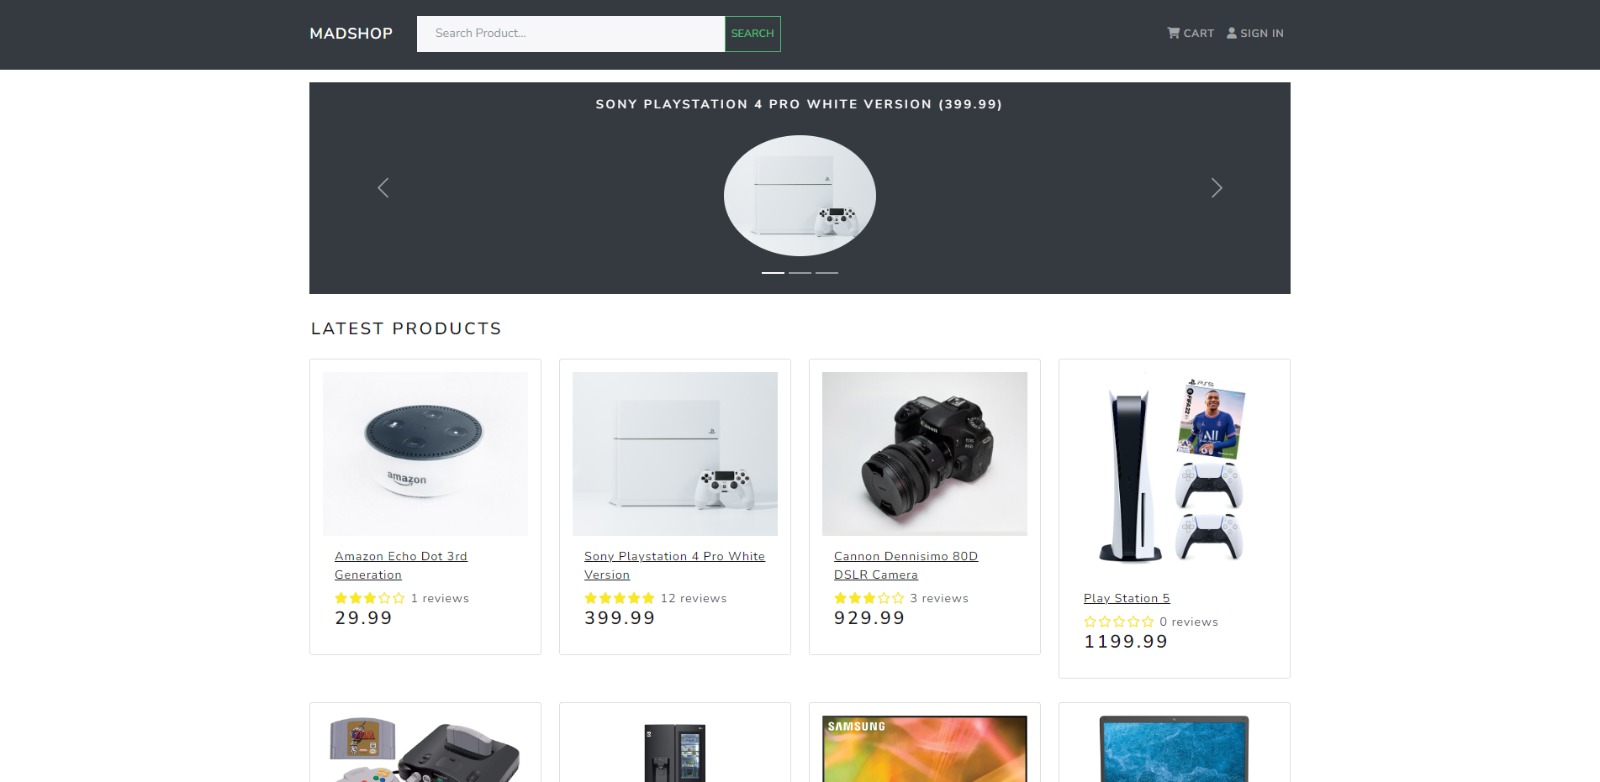 MADSHOP
Search Product...
SEARCH
CART
SIGN IN
SONY PLAYSTATION 4 PRO WHITE VERSION (399.99)
LATEST PRODUCTS
amazon
Amazon Echo Dot 3rd
Generation
1 reviews
29.99
Sony Playstation 4 Pro White
Version
12 reviews
399.99
Canon
Cannon Dennisimo 80D
DSLR Camera
3 reviews
929.99
Play Station 5
0 reviews
1199.99
SAMSUNG